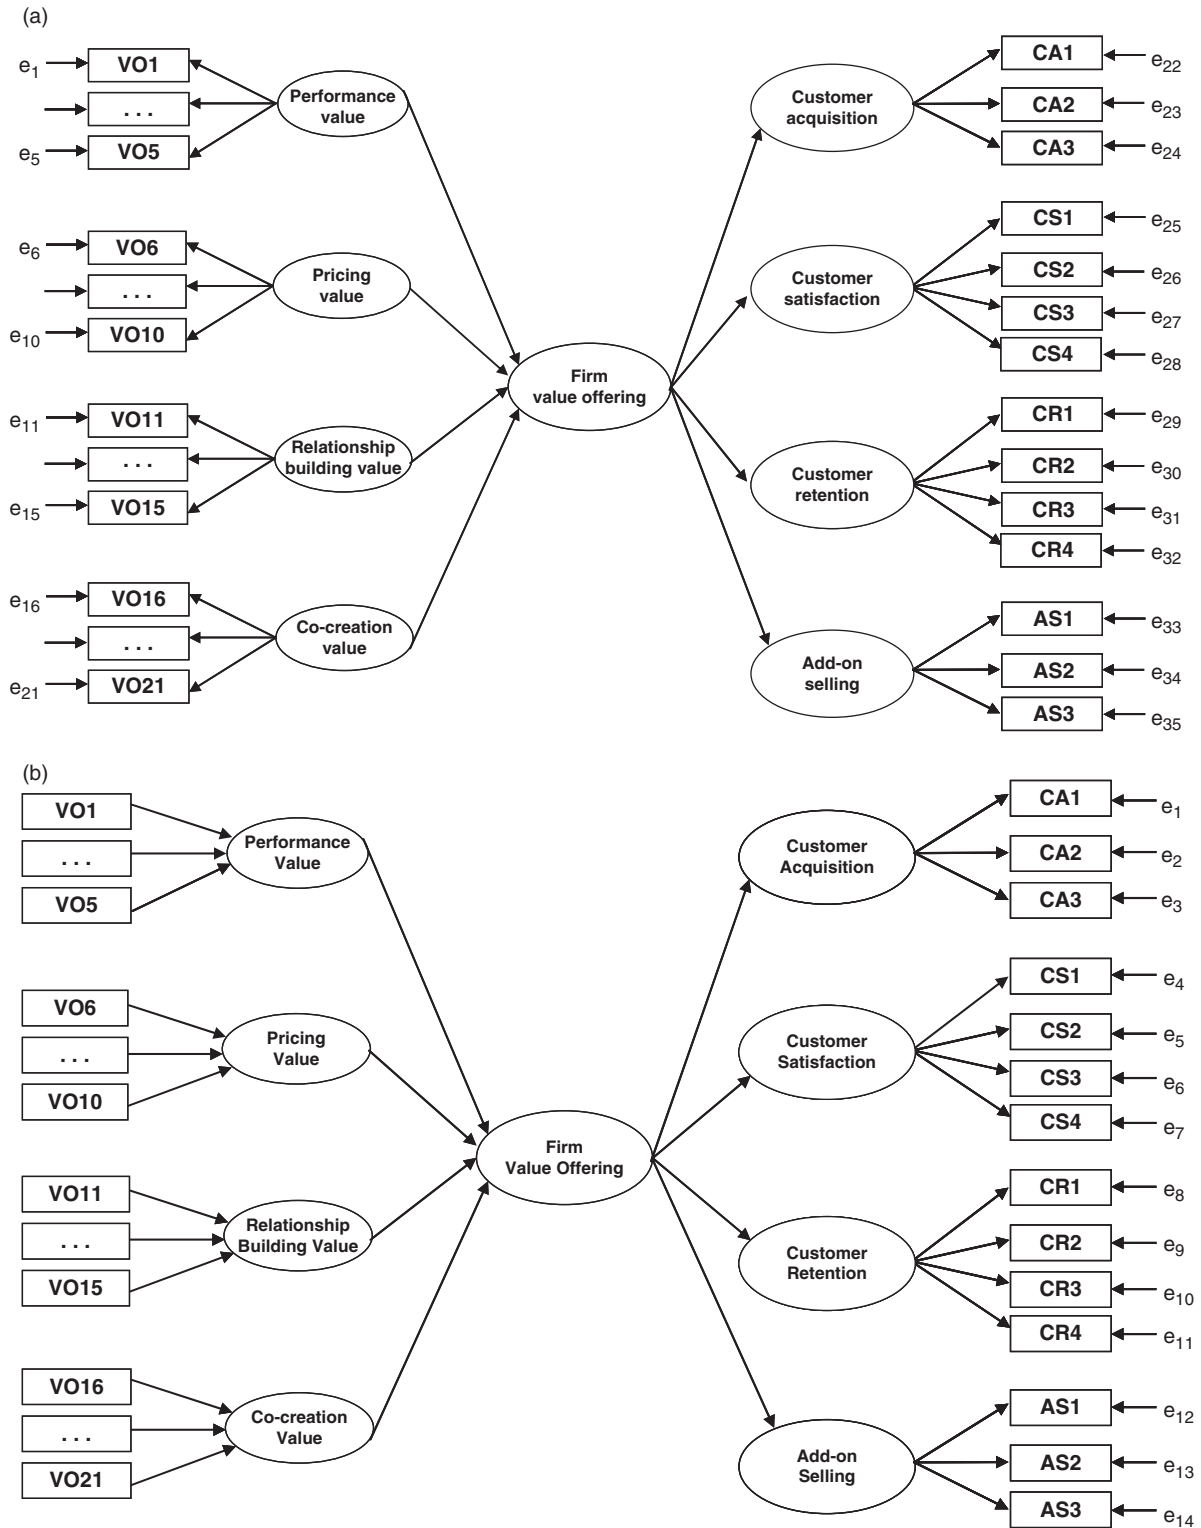 (a)
e1
VO1
. . .
e5
VO5
Performance
value
e6
VO6
. . .
e10
VO10
Pricing
value
e11
VO11
. . .
e15
VO15
Relationship
building value
e16
VO16
. . .
e21
VO21
Co-creation
value
Firm
value offering
Customer
acquisition
CA1
e22
CA2
e23
CA3
e24
Customer
satisfaction
CS1
e25
CS2
e26
CS3
e27
CS4
e28
Customer
retention
CR1
e29
CR2
e30
CR3
e31
CR4
e32
Add-on
selling
AS1
e33
AS2
e34
AS3
e35
(b)
VO1
. . .
VO5
Performance
Value
VO6
. . .
VO10
Pricing
Value
VO11
. . .
VO15
Relationship
Building Value
VO16
. . .
VO21
Co-creation
Value
Firm
Value Offering
Customer
Acquisition
CA1
e1
CA2
e2
CA3
e3
Customer
Satisfaction
CS1
e4
CS2
e5
CS3
e6
CS4
e7
Customer
Retention
CR1
e8
CR2
e9
CR3
e10
CR4
e11
Add-on
Selling
AS1
e12
AS2
e13
AS3
e14